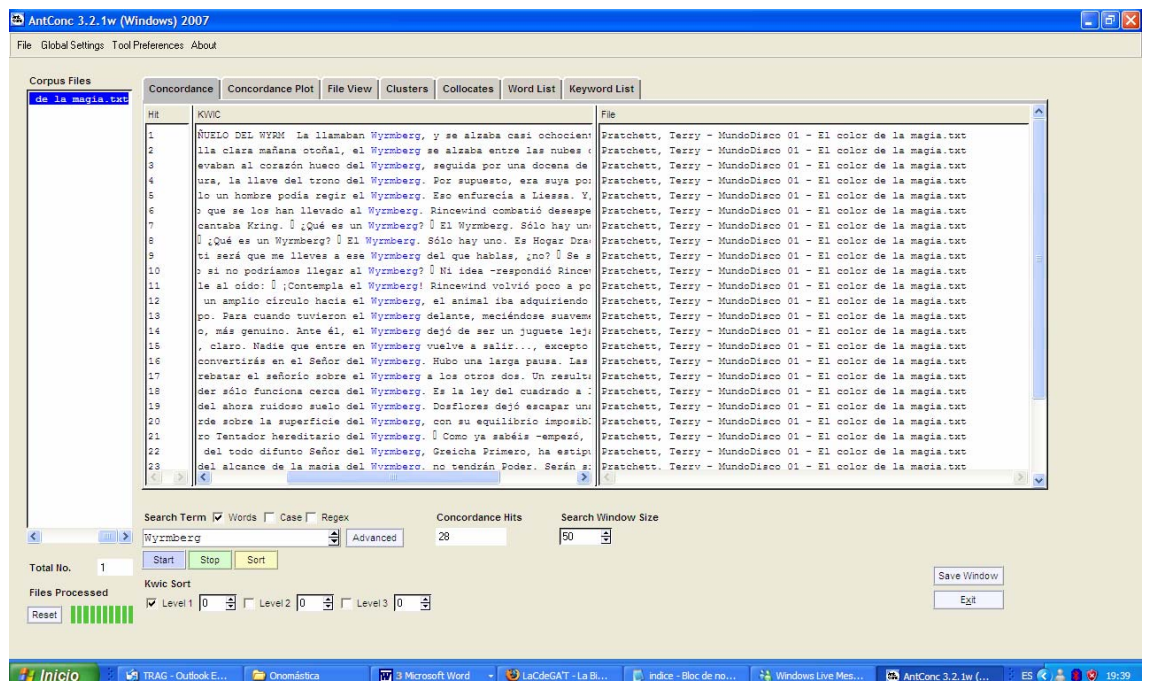 AntConc 3.2.1w (Windows) 2007
File Global Settings Tool Preferences About
Corpus Files
de la magia.txt
Concordance Concordance Plot File View Clusters Collocates Word List Keyword List
Hit KWIC File
1 ÑUELO DEL WYRM La llamaban Wyrmberg, y se alzaba casi ochocient Pratchett, Terry - MundoDisco 01 - El color de la magia.txt
2 lla clara mañana otoñal, el Wyrmberg se alzaba entre las nubes Pratchett, Terry - MundoDisco 01 - El color de la magia.txt
3 evaban al corazón hueco del Wyrmberg, seguida por una docena de Pratchett, Terry - MundoDisco 01 - El color de la magia.txt
4 ura, la llave del trono del Wyrmberg. Por supuesto, era suya po Pratchett, Terry - MundoDisco 01 - El color de la magia.txt
5 lo un hombre podía regir el Wyrmberg. Eso enfurecía a Liessa. Y, Pratchett, Terry - MundoDisco 01 - El color de la magia.txt
6 que se los han llevado al Wyrmberg. Rincewind combatió desespe Pratchett, Terry - MundoDisco 01 - El color de la magia.txt
7 cantaba Kring. ¿Qué es un Wyrmberg? El Wyrmberg. Sólo hay un Pratchett, Terry - MundoDisco 01 - El color de la magia.txt
8 ¿Qué es un Wyrmberg? El Wyrmberg. Sólo hay uno. Es Hogar Dra Pratchett, Terry - MundoDisco 01 - El color de la magia.txt
9 ti será que me lleves a ese Wyrmberg del que hablas, ¿no? Se s Pratchett, Terry - MundoDisco 01 - El color de la magia.txt
10 si no podríamos llegar al Wyrmberg? Ni idea -respondió Rince Pratchett, Terry - MundoDisco 01 - El color de la magia.txt
11 le al oído: ¡Contempla el Wyrmberg! Rincewind volvió poco a po Pratchett, Terry - MundoDisco 01 - El color de la magia.txt
12 un amplio círculo hacia el Wyrmberg, el animal iba adquiriendo Pratchett, Terry - MundoDisco 01 - El color de la magia.txt
13 po. Para cuando tuvieron el Wyrmberg delante, meciéndose suaveme Pratchett, Terry - MundoDisco 01 - El color de la magia.txt
14 o, más genuino. Ante él, el Wyrmberg dejó de ser un juguete lej Pratchett, Terry - MundoDisco 01 - El color de la magia.txt
15 , claro. Nadie que entre en Wyrmberg vuelve a salir..., excepto Pratchett, Terry - MundoDisco 01 - El color de la magia.txt
16 convertirás en el Señor del Wyrmberg. Hubo una larga pausa. Las Pratchett, Terry - MundoDisco 01 - El color de la magia.txt
17 rebatar el señorío sobre el Wyrmberg a los otros dos. Un result Pratchett, Terry - MundoDisco 01 - El color de la magia.txt
18 der sólo funciona cerca del Wyrmberg. Es la ley del cuadrado a Pratchett, Terry - MundoDisco 01 - El color de la magia.txt
19 del ahora ruidoso suelo del Wyrmberg. Dosflores dejó escapar un Pratchett, Terry - MundoDisco 01 - El color de la magia.txt
20 rde sobre la superficie del Wyrmberg, con su equilibrio imposib Pratchett, Terry - MundoDisco 01 - El color de la magia.txt
21 ro Tentador hereditario del Wyrmberg. Como ya sabéis -empezó, Pratchett, Terry - MundoDisco 01 - El color de la magia.txt
22 del todo difunto Señor del Wyrmberg, Greicha Primero, ha estip Pratchett, Terry - MundoDisco 01 - El color de la magia.txt
23 del alcance de la magia del Wyrmberg, no tendrán Poder. Serán Pratchett, Terry - MundoDisco 01 - El color de la magia.txt
Search Term Words Case Regex Concordance Hits Search Window Size
Wyrmberg Advanced 28 50
Start Stop Sort
Total No. 1
Kwic Sort
Save Window
Files Processed
Level 1 0 Level 2 0 Level 3 0
Exit
Reset
Inicio TRAG - Outlook E... Onomástica 3 Microsoft Word LaCdeGAT - La Bi... indice - Bloc de no... Windows Live Mes... AntConc 3.2.1w (... ES 19:39